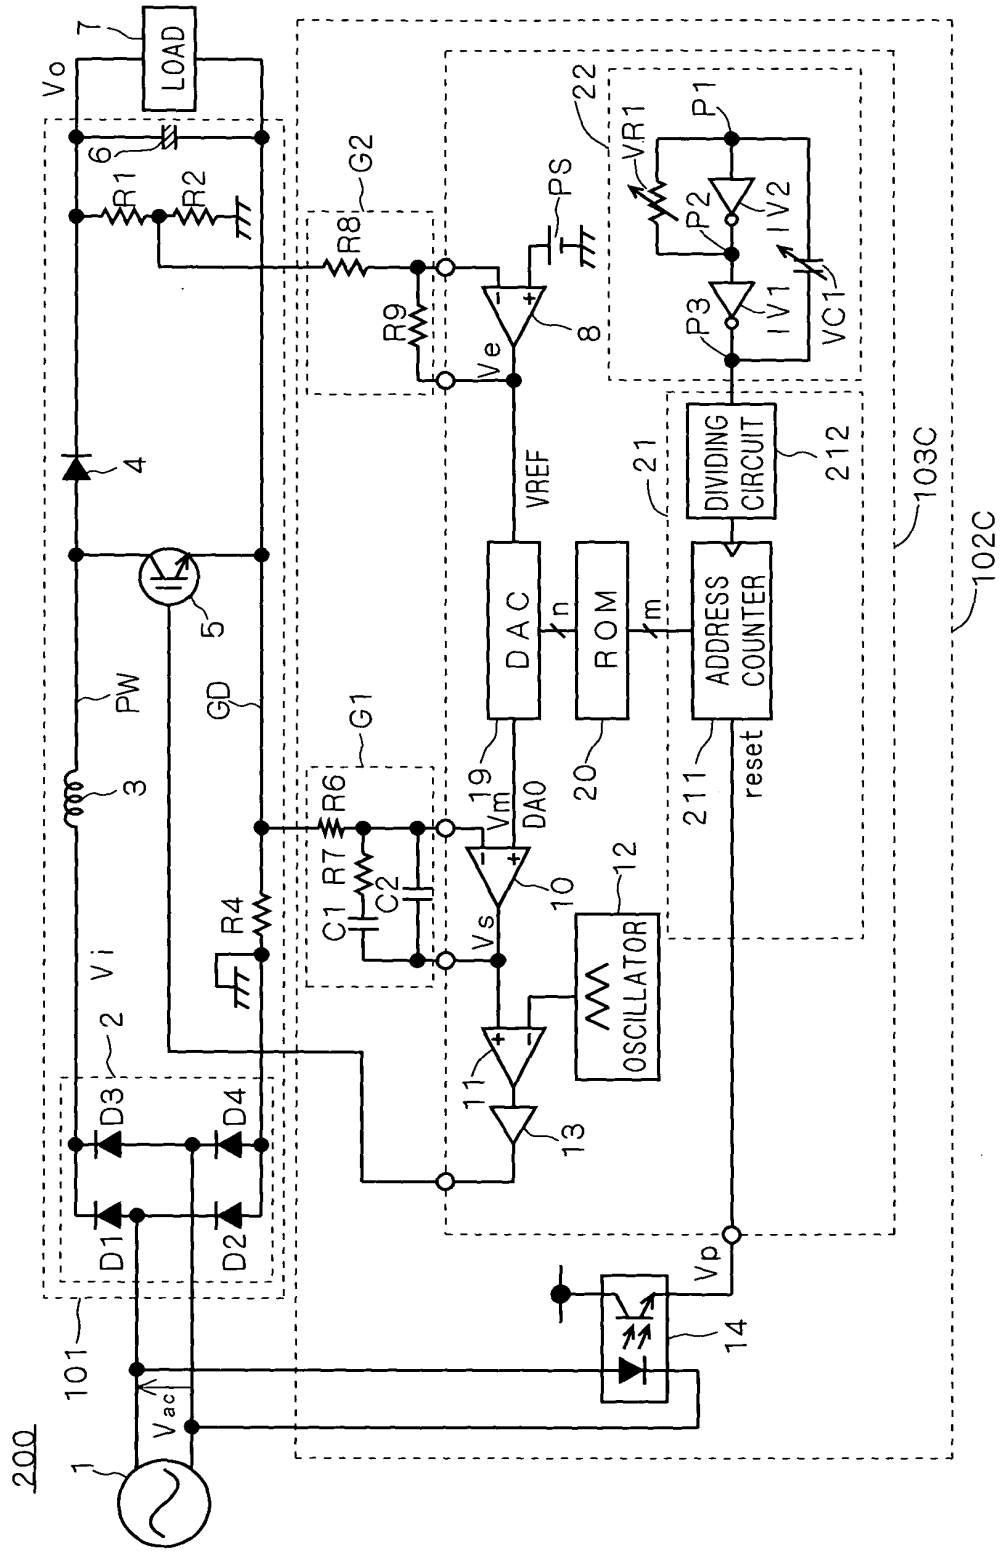 200
101
2
Vi
3
PW
4
Vo
7
LOAD
1
Vac
D1
D3
D2
D4
R4
GD
5
R1
R2
6
G1
R6
R7
C1
C2
G2
R8
R9
Vs
10
Vm
DAO
19
DAC
VREF
Ve
8
PS
11
13
12
OSCILLATOR
20
ROM
n
m
14
Vp
reset
211
ADDRESS
COUNTER
21
DIVIDING
CIRCUIT
212
22
VR1
P1
P2
P3
IV1
IV2
VC1
103C
102C